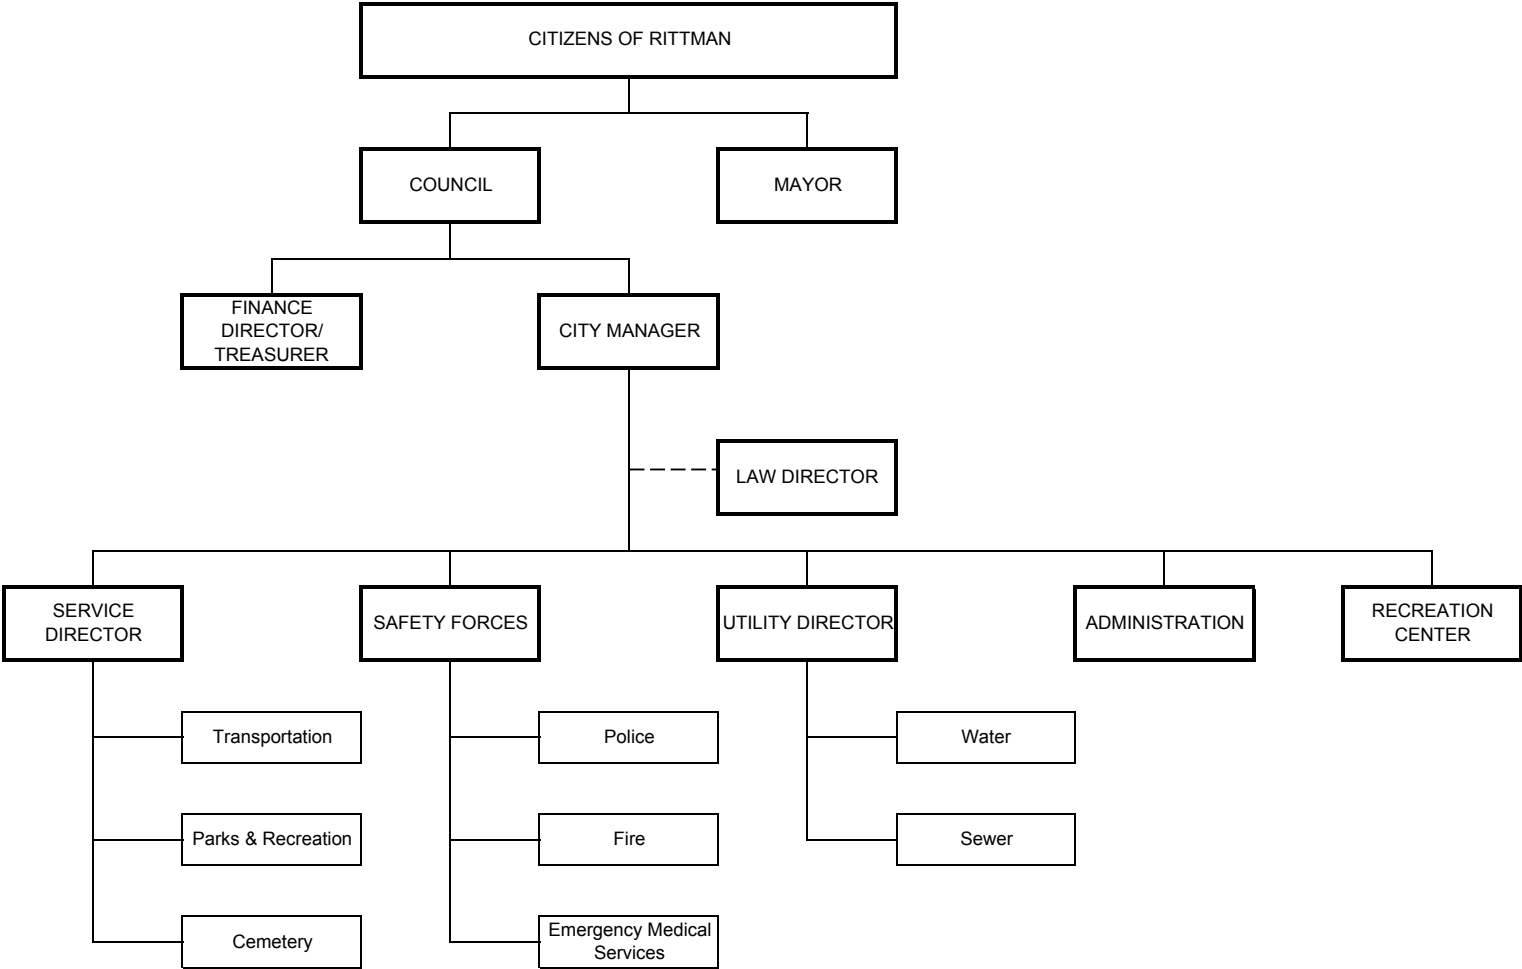 CITIZENS OF RITTMAN
COUNCIL
MAYOR
FINANCE
DIRECTOR/
TREASURER
CITY MANAGER
LAW DIRECTOR
SERVICE
DIRECTOR
SAFETY FORCES
UTILITY DIRECTOR
ADMINISTRATION
RECREATION
CENTER
Transportation
Police
Water
Parks & Recreation
Fire
Sewer
Cemetery
Emergency Medical
Services